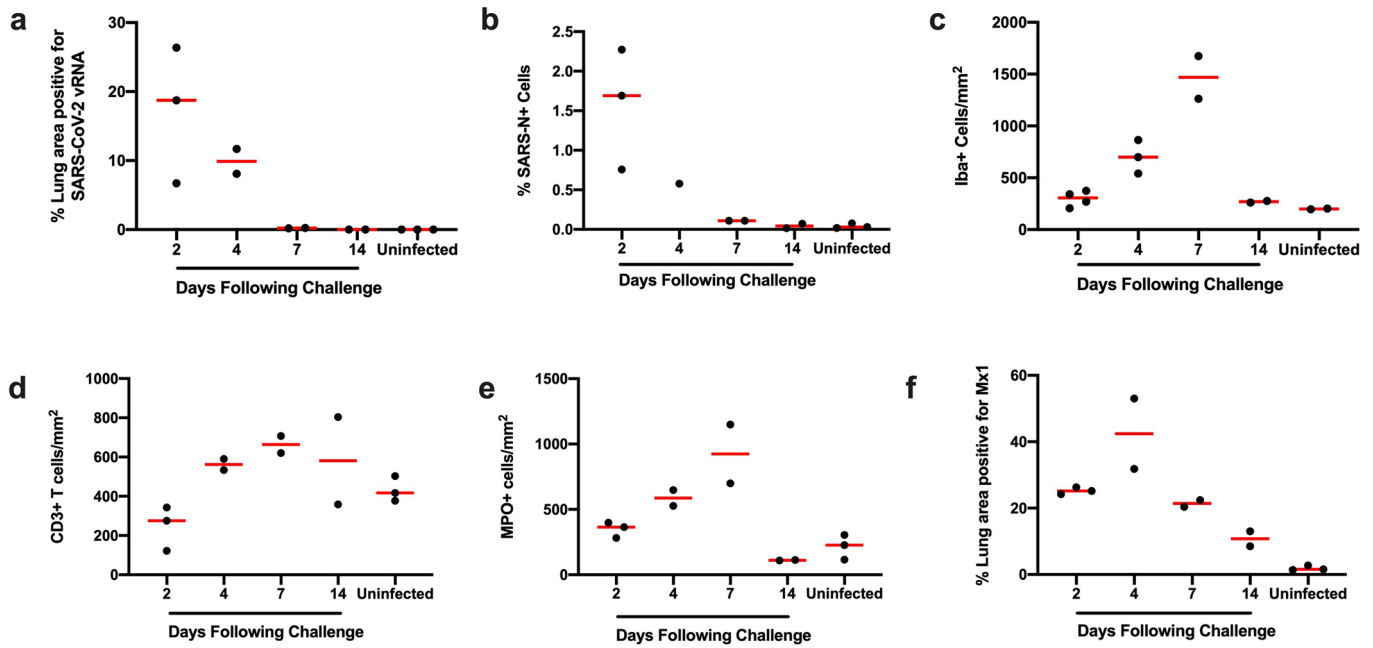 a
% Lung area positive for
SARS-CoV-2 vRNA
30
20
10
0
2 4 7 14 Uninfected
Days Following Challenge
b
% SARS-N+ Cells
2.5
2.0
1.5
1.0
0.5
0.0
2 4 7 14 Uninfected
Days Following Challenge
c
Iba+ Cells/mm²
2000
1500
1000
500
0
2 4 7 14 Uninfected
Days Following Challenge
d
CD3+ T cells/mm²
1000
800
600
400
200
0
2 4 7 14 Uninfected
Days Following Challenge
e
MPO+ cells/mm²
1500
1000
500
0
2 4 7 14 Uninfected
Days Following Challenge
f
% Lung area positive for Mx1
60
40
20
0
2 4 7 14 Uninfected
Days Following Challenge